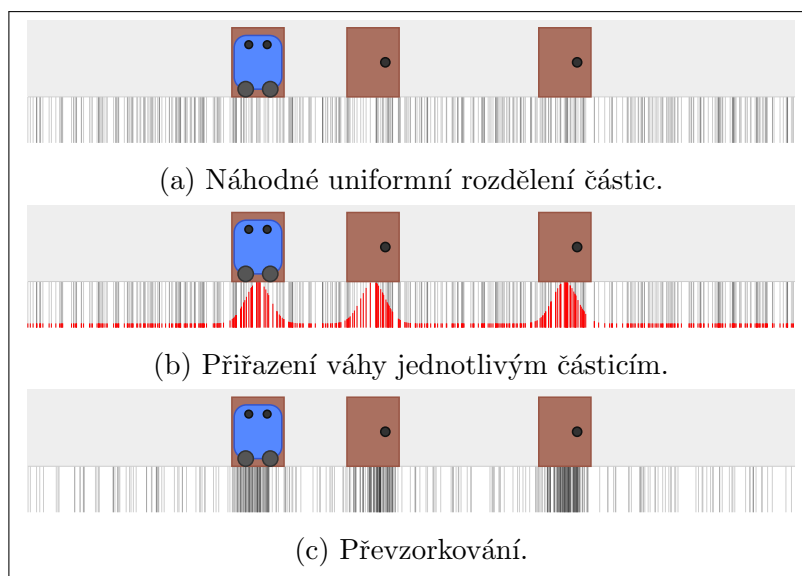 (a) Náhodné uniformní rozdělení částic.
(b) Přiřazení váhy jednotlivým částicím.
(c) Převzorkování.